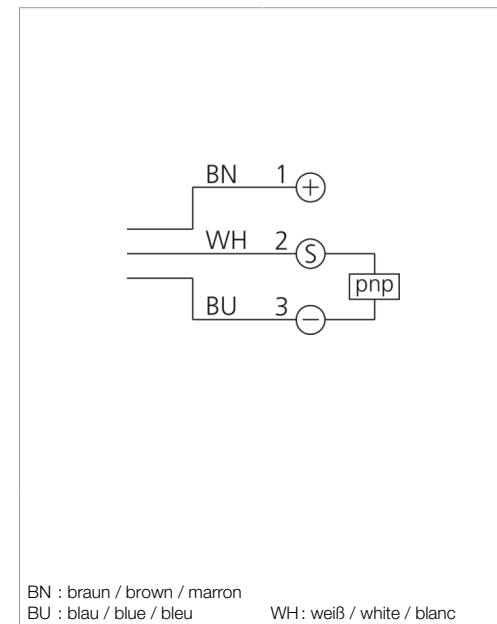 BN 1 +
WH 2 S
pnp
BU 3 −
BN : braun / brown / marron
BU : blau / blue / bleu WH : weiß / white / blanc